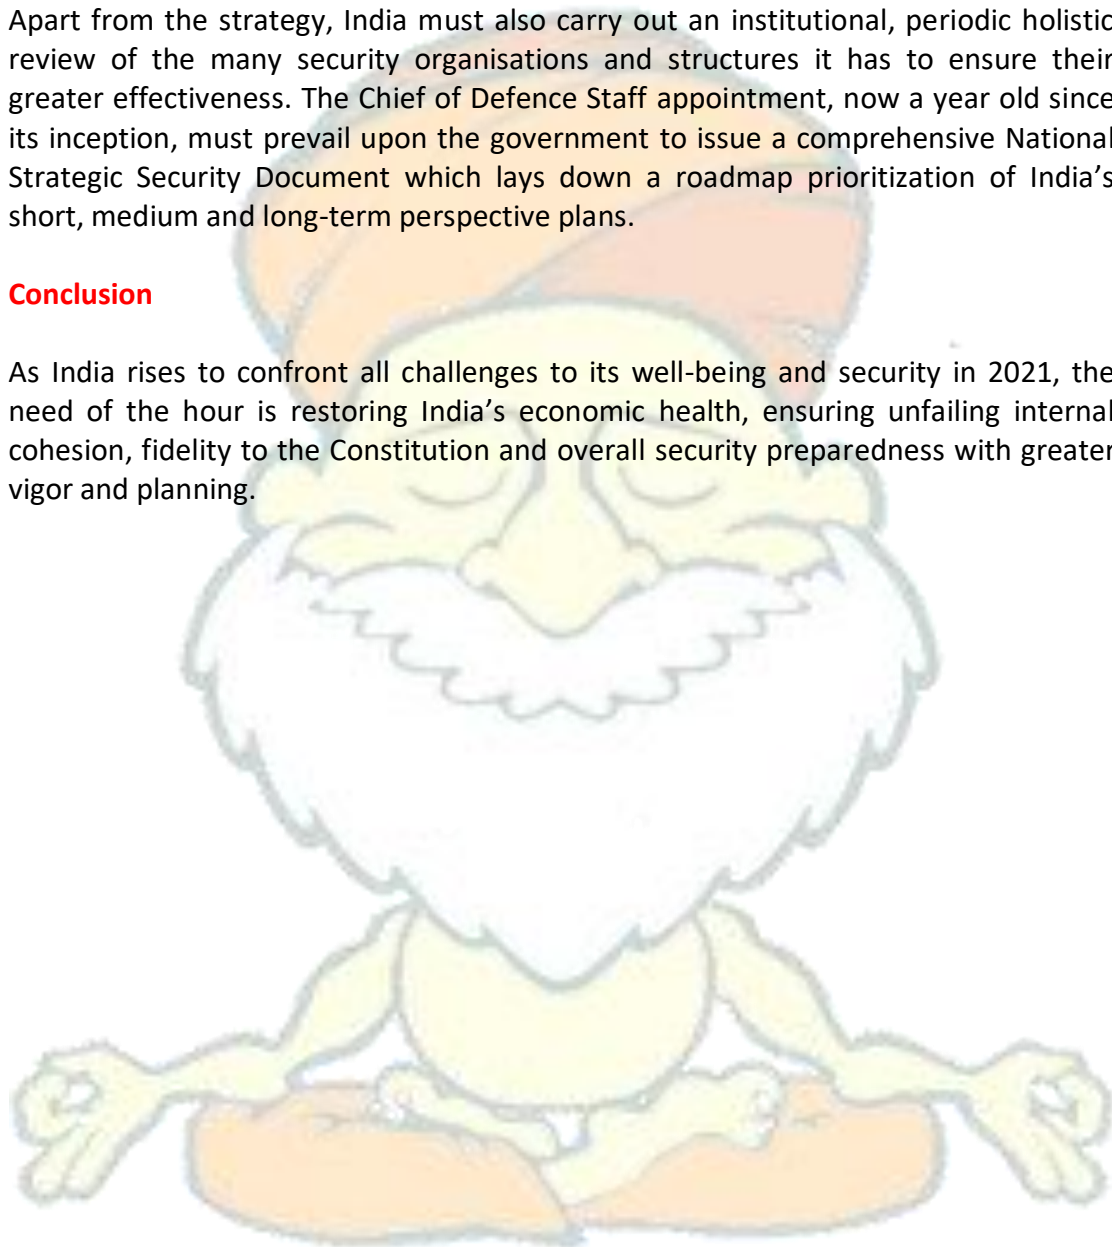 Apart from the strategy, India must also carry out an institutional, periodic holistic
review of the many security organisations and structures it has to ensure their
greater effectiveness. The Chief of Defence Staff appointment, now a year old since
its inception, must prevail upon the government to issue a comprehensive National
Strategic Security Document which lays down a roadmap prioritization of India’s
short, medium and long-term perspective plans.
Conclusion
As India rises to confront all challenges to its well-being and security in 2021, the
need of the hour is restoring India’s economic health, ensuring unfailing internal
cohesion, fidelity to the Constitution and overall security preparedness with greater
vigor and planning.